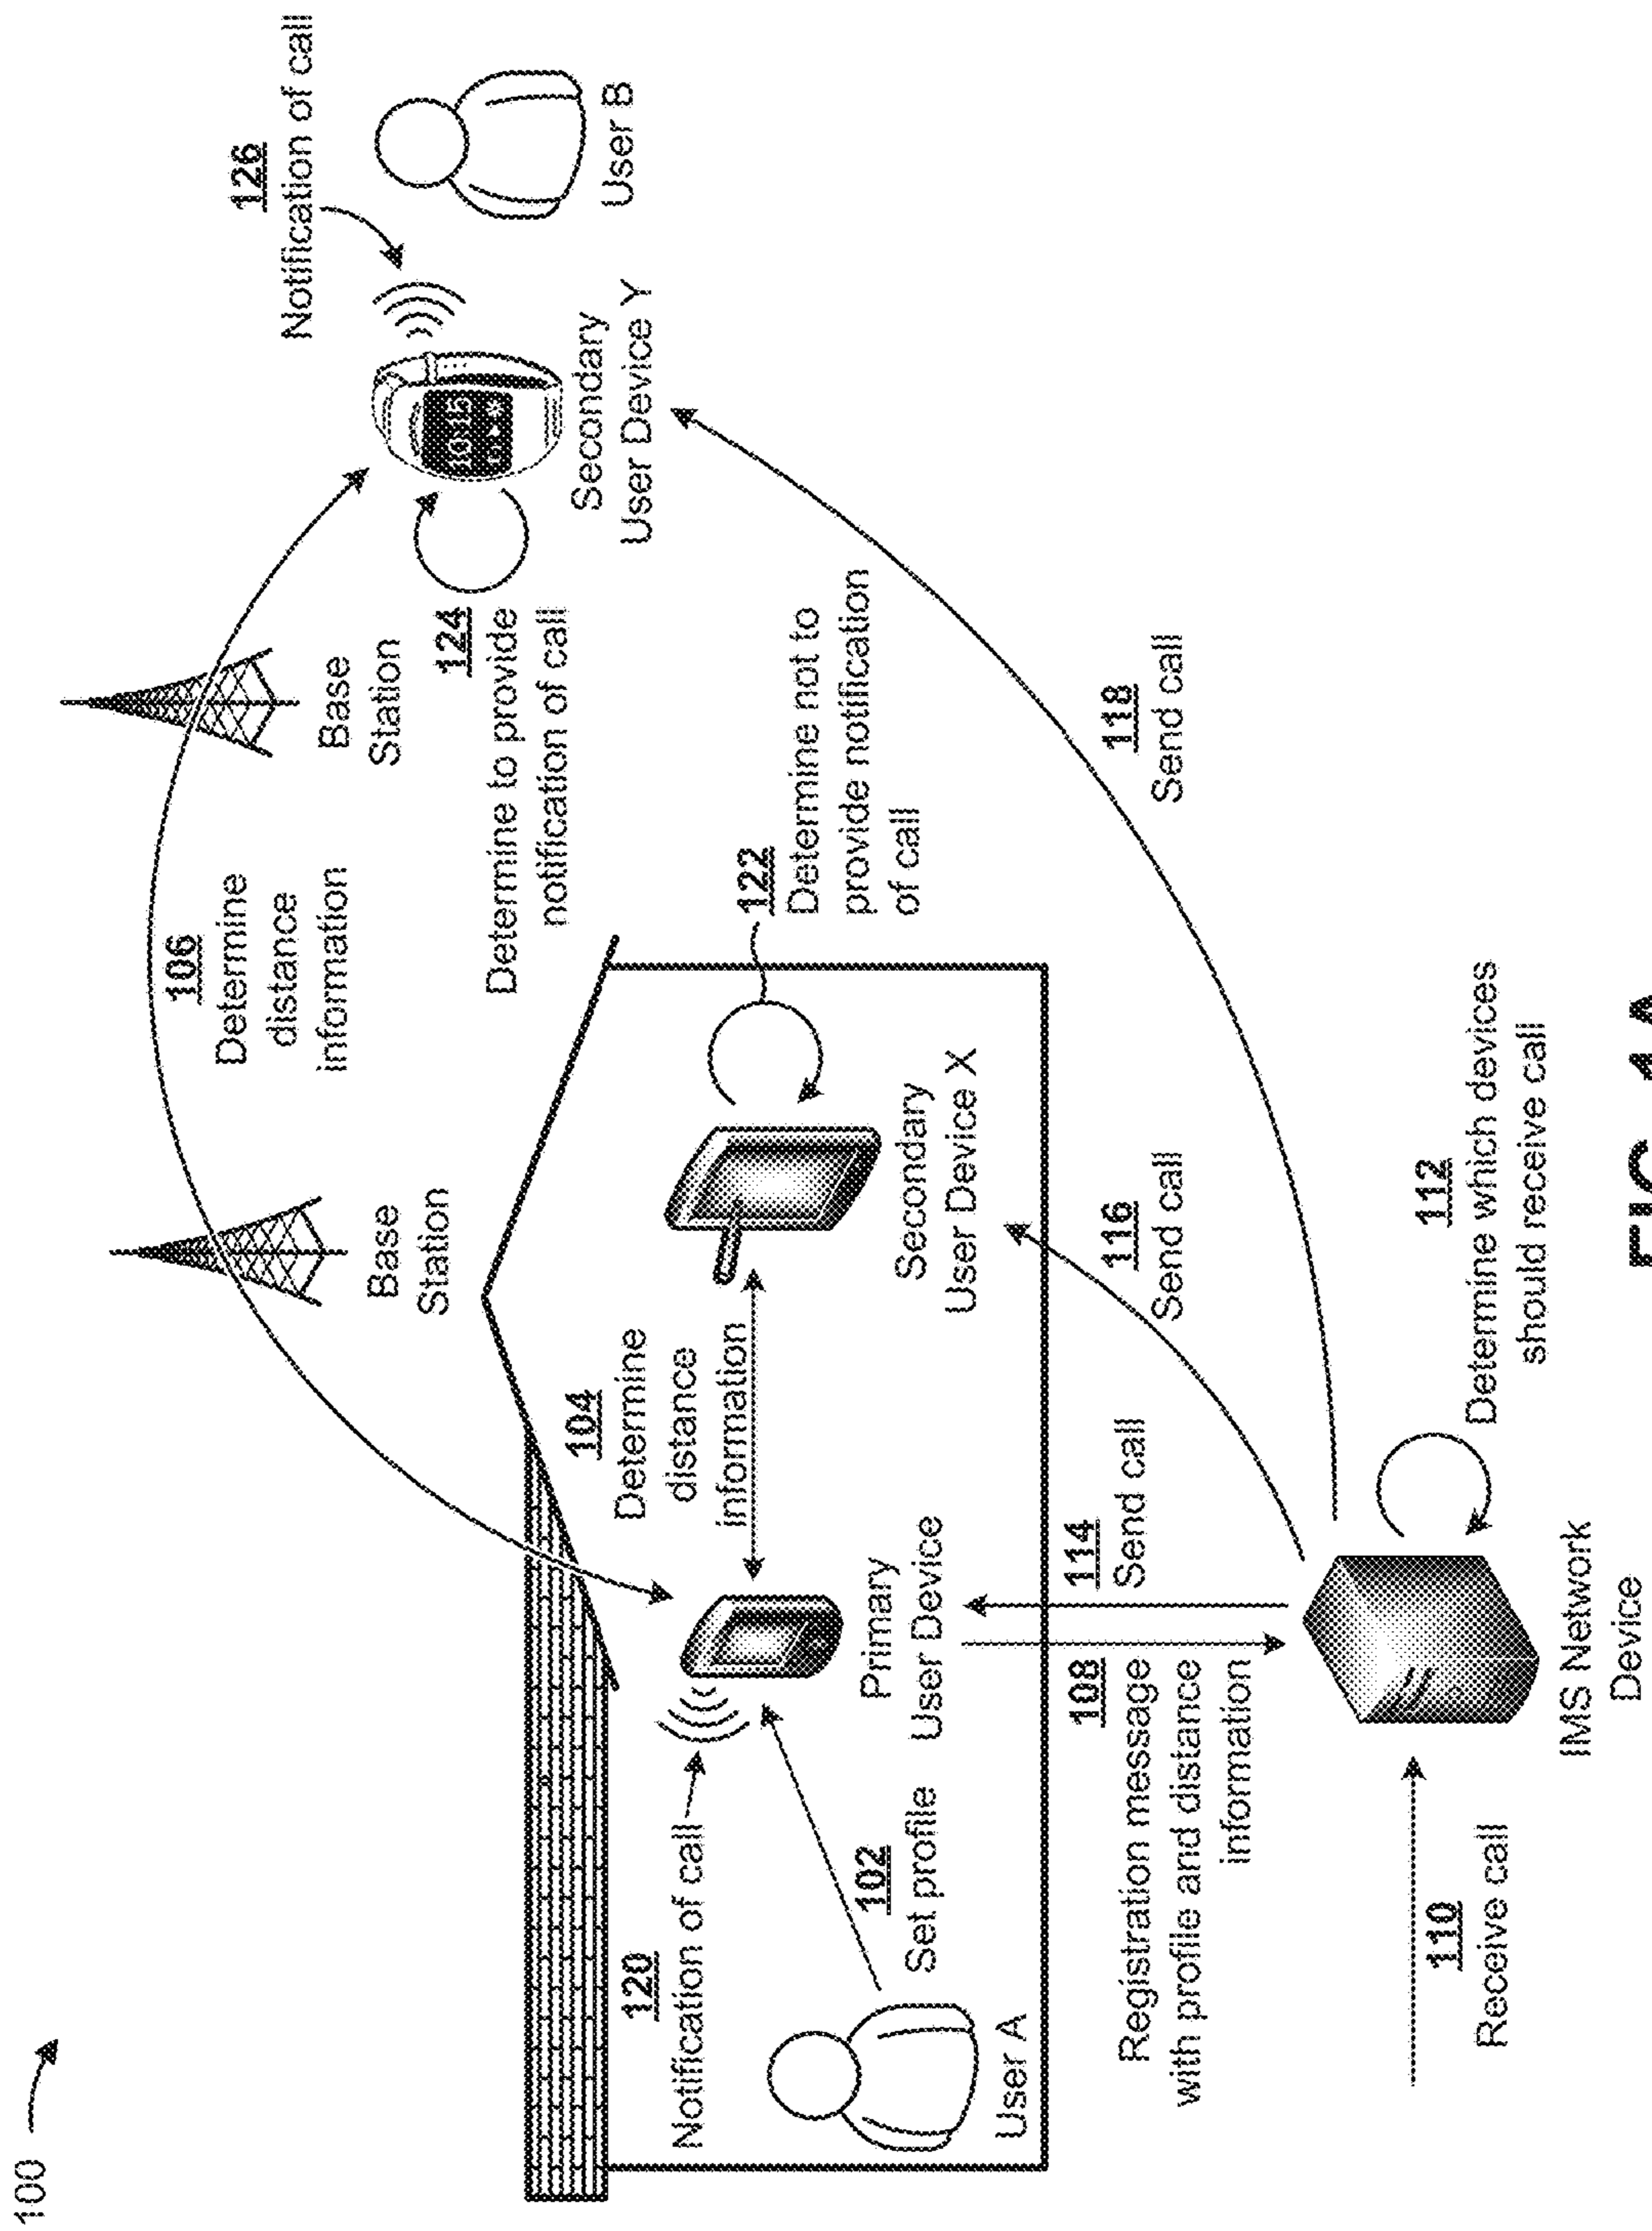 100
106
Determine
distance
information
Base
Station
Base
Station
126
Notification of call
User B
Secondary
User Device Y
10:15
124
Determine to provide
notification of call
104
Determine
distance
information
122
Determine not to
provide notification
of call
120
Notification of call
102
Set profile
User A
Primary
User Device
Secondary
User Device X
108
Registration message
with profile and distance
information
114
Send call
116
Send call
118
Send call
110
Receive call
112
Determine which devices
should receive call
IMS Network
Device
FIG. 1A